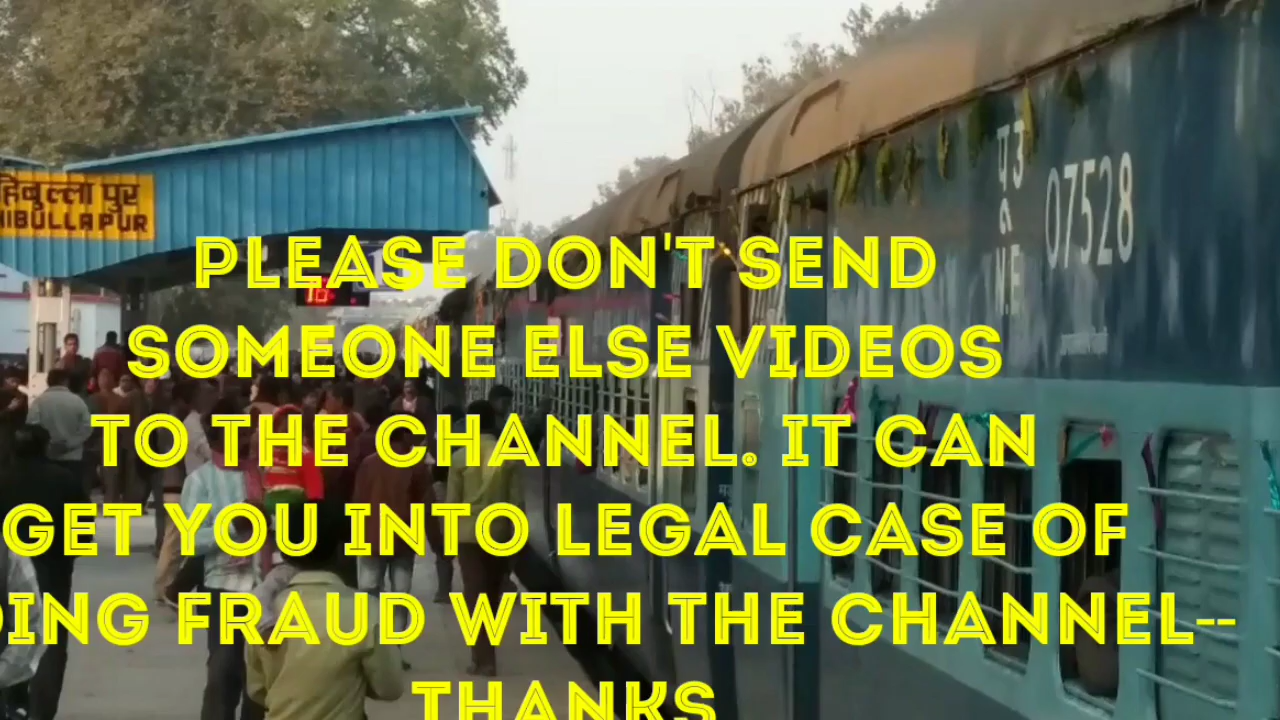 हिबुल्ला पुर
HIBULLAPUR
पू उ
07528
N.E
PLEASE DON'T SEND
SOMEONE ELSE VIDEOS
TO THE CHANNEL. IT CAN
GET YOU INTO LEGAL CASE OF
ING FRAUD WITH THE CHANNEL--
THANKS